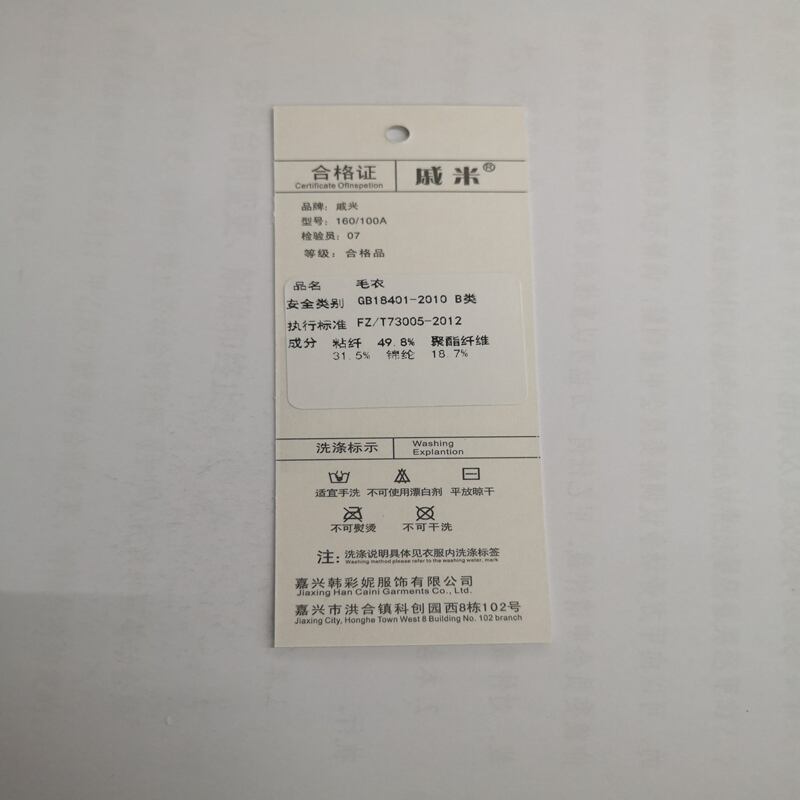 合格证
Certificate OfInspetion
戚米®
品牌：戚米
型号：160/100A
检验员：07
等级：合格品
品名 毛衣
安全类别 GB18401-2010 B类
执行标准 FZ/T73005-2012
成分 粘纤 49.8% 聚酯纤维
31.5% 锦纶 18.7%
洗涤标示
Washing
Explantion
适宜手洗 不可使用漂白剂 平放晾干
不可熨烫 不可干洗
注：洗涤说明具体见衣服内洗涤标签
Washing method please refer to the washing water, mark
嘉兴韩彩妮服饰有限公司
Jiaxing Han Caini Garments Co., Ltd.
嘉兴市洪合镇科创园西8栋102号
Jiaxing City, Honghe Town West 8 Building No. 102 branch